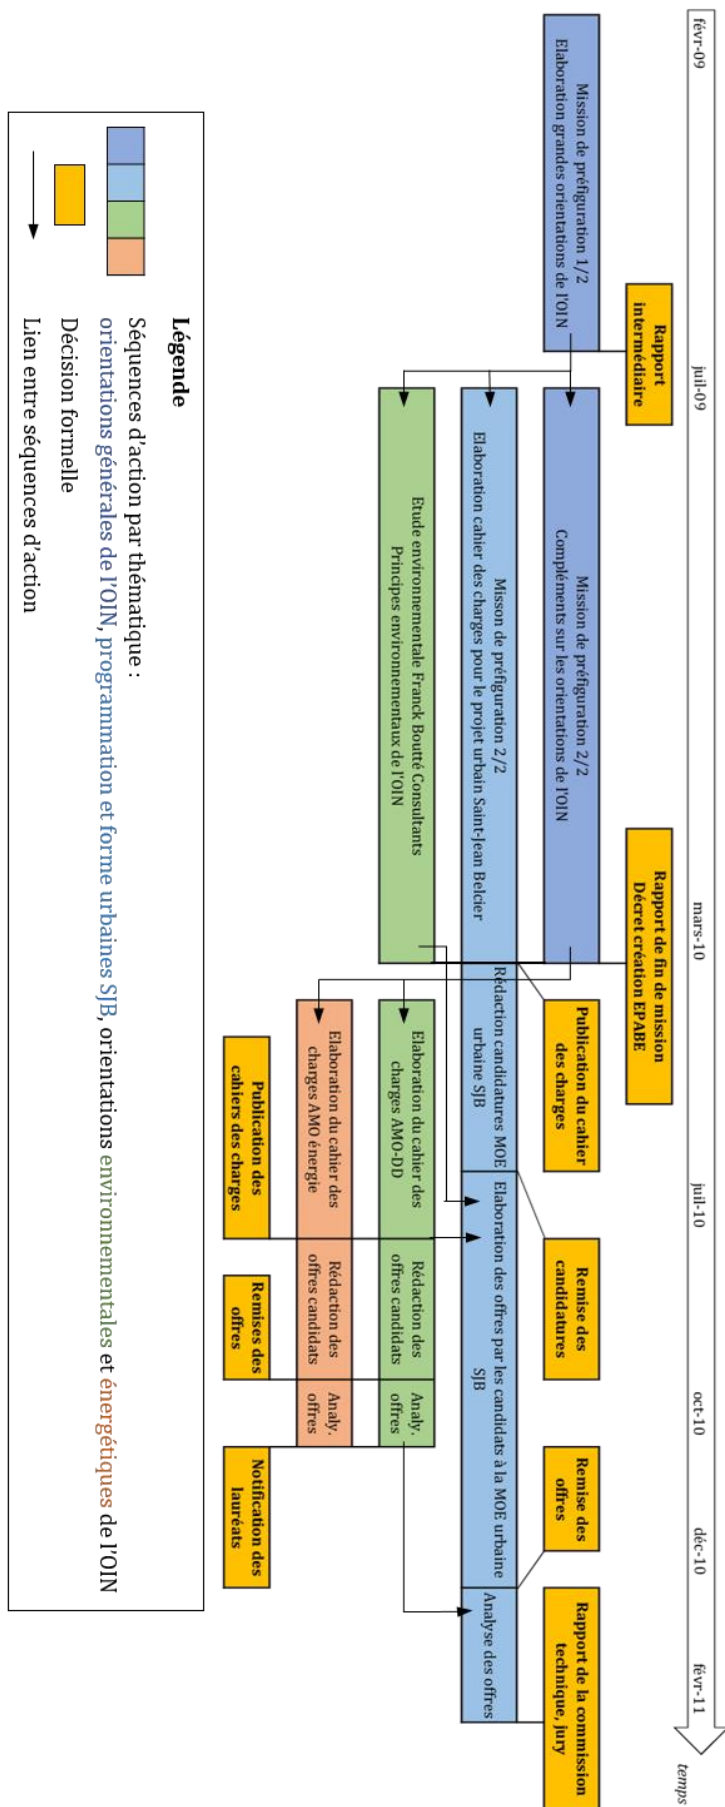 févr-09
juil-09
mars-10
juil-10
oct-10
déc-10
févr-11
temps
Rapport
intermédiaire
Rapport de fin de mission
Décret création EPABE
Mission de préfiguration 1/2
Elaboration grandes orientations de l'OIN
Mission de préfiguration 2/2
Compléments sur les orientations de l'OIN
Publication du cahier
des charges
Remise des
candidatures
Remise des
offres
Rapport de la commission
technique, jury
Misson de préfiguration 2/2
Elaboration cahier des charges pour le projet urbain Saint-Jean Belcier
Rédaction candidatures MOE
urbaine SJB
Elaboration des offres par les candidats à la MOE urbaine
SJB
Analyse des offres
Etude environementale Franck Boutté Consultants
Principes environnementaux de l'OIN
Elaboration du cahier des
charges AMO-DD
Rédaction des
offres candidats
Analy.
offres
Elaboration du cahier des
charges AMO énergie
Rédaction des
offres candidats
Analy.
offres
Publication des
cahiers des charges
Remises des
offres
Notification des
lauréats
Légende
Séquences d'action par thématique :
orientations générales de l'OIN, programmation et forme urbaines SJB, orientations environnementales et énergétiques de l'OIN
Décision formelle
Lien entre séquences d'action